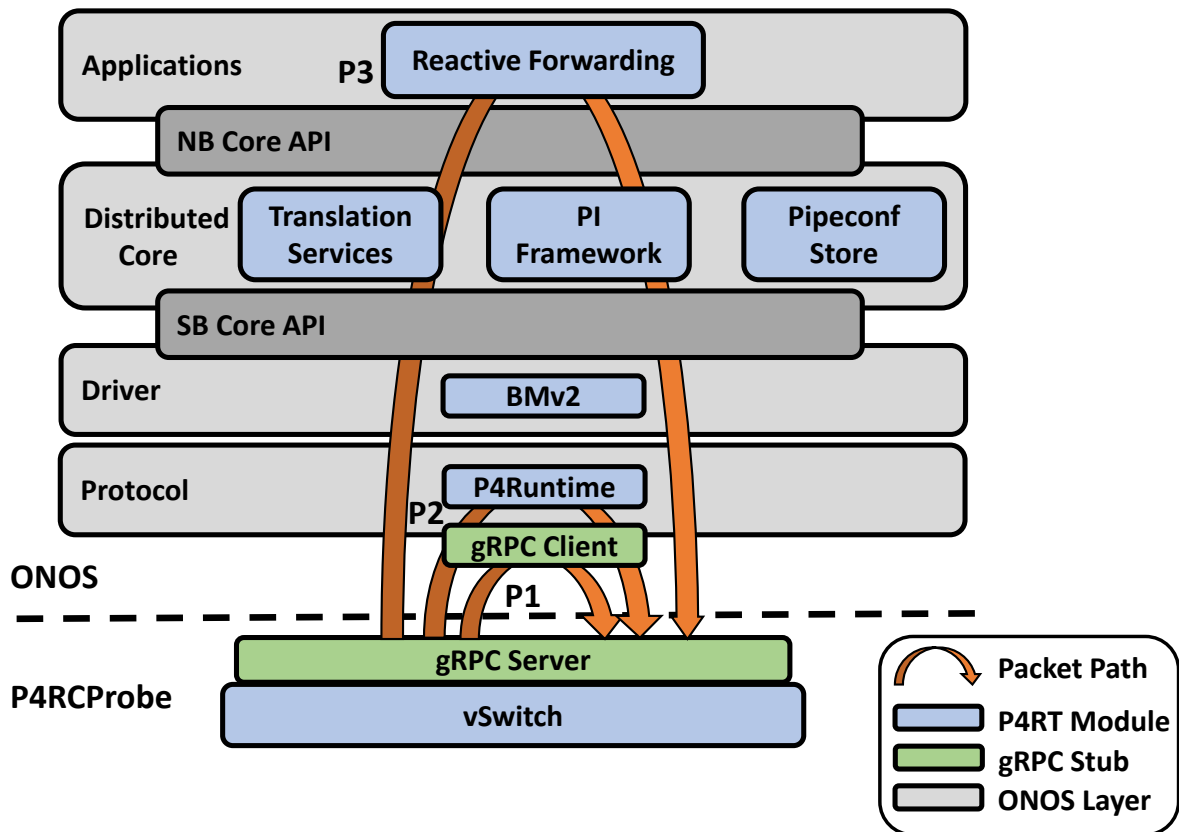 Reactive Forwarding
Applications
P3
NB Core API
Distributed
Core
Translation
Services
PI
Framework
Pipeconf
Store
SB Core API
Driver
BMv2
Protocol
P4Runtime
P2
gRPC Client
ONOS
P1
gRPC Server
P4RCProbe
vSwitch
Packet Path
P4RT Module
gRPC Stub
ONOS Layer